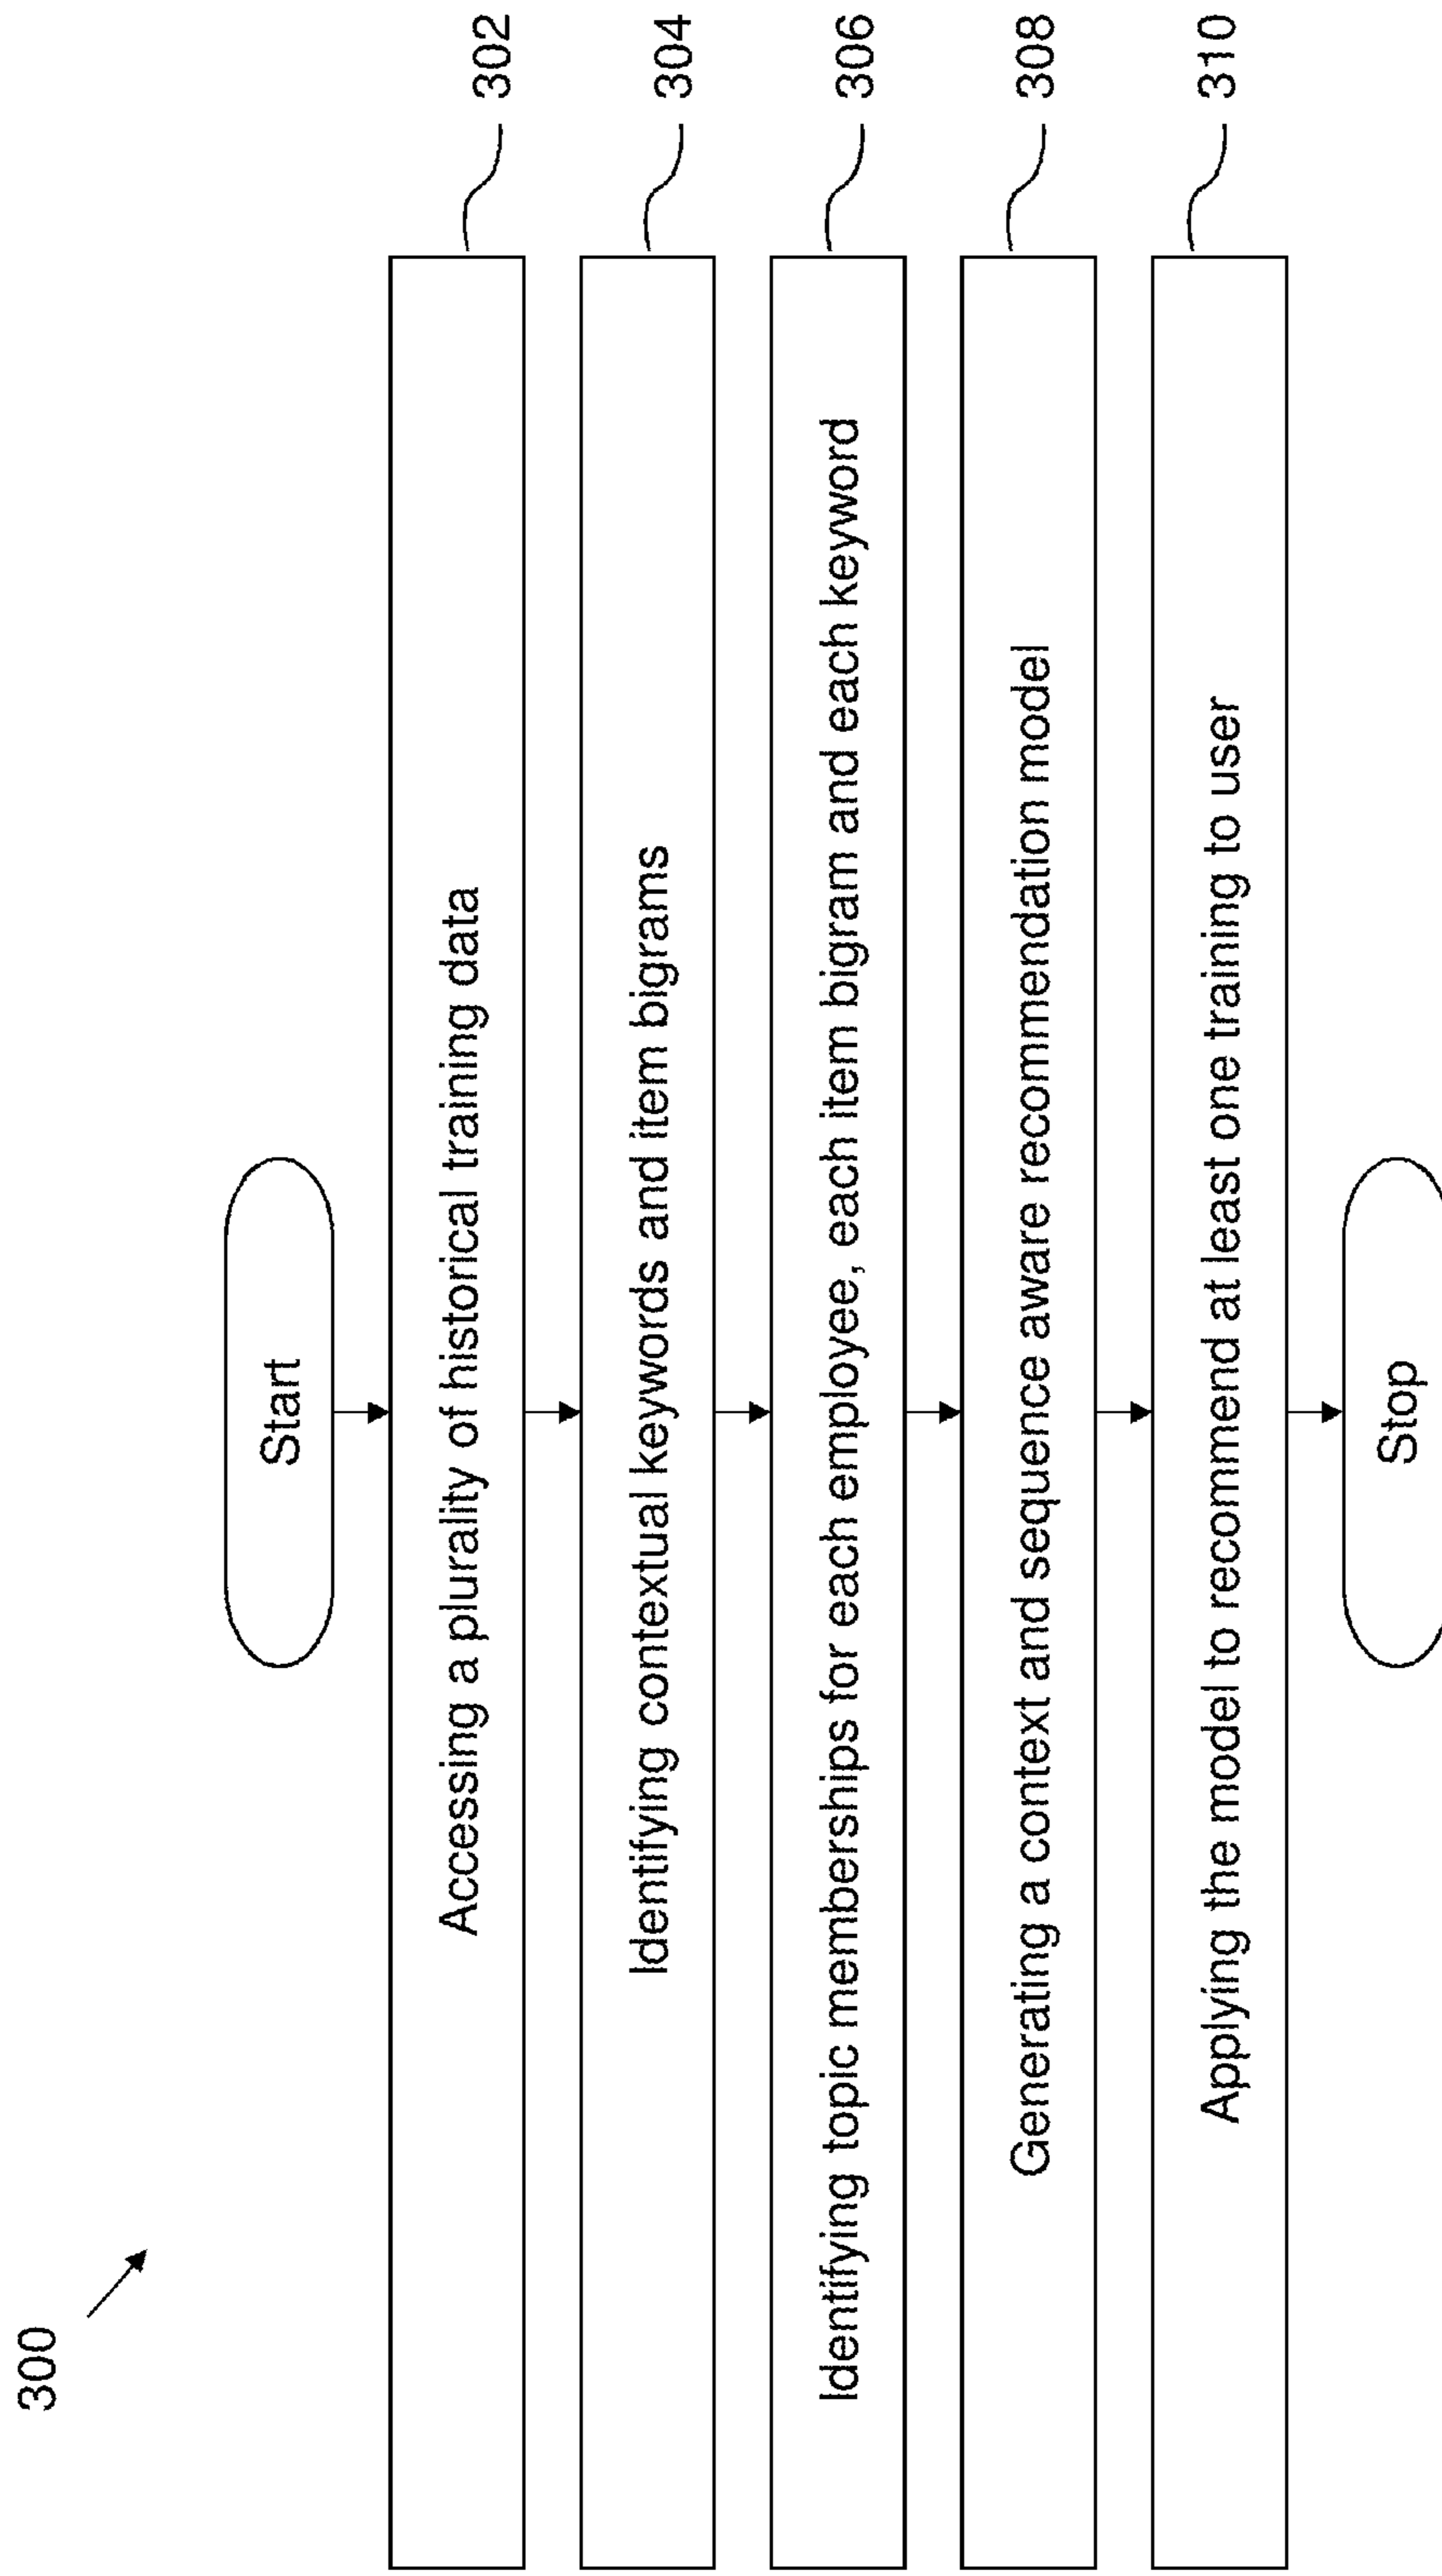 300
Start
Accessing a plurality of historical training data
302
Identifying contextual keywords and item bigrams
304
Identifying topic memberships for each employee, each item bigram and each keyword
306
Generating a context and sequence aware recommendation model
308
Applying the model to recommend at least one training to user
310
Stop